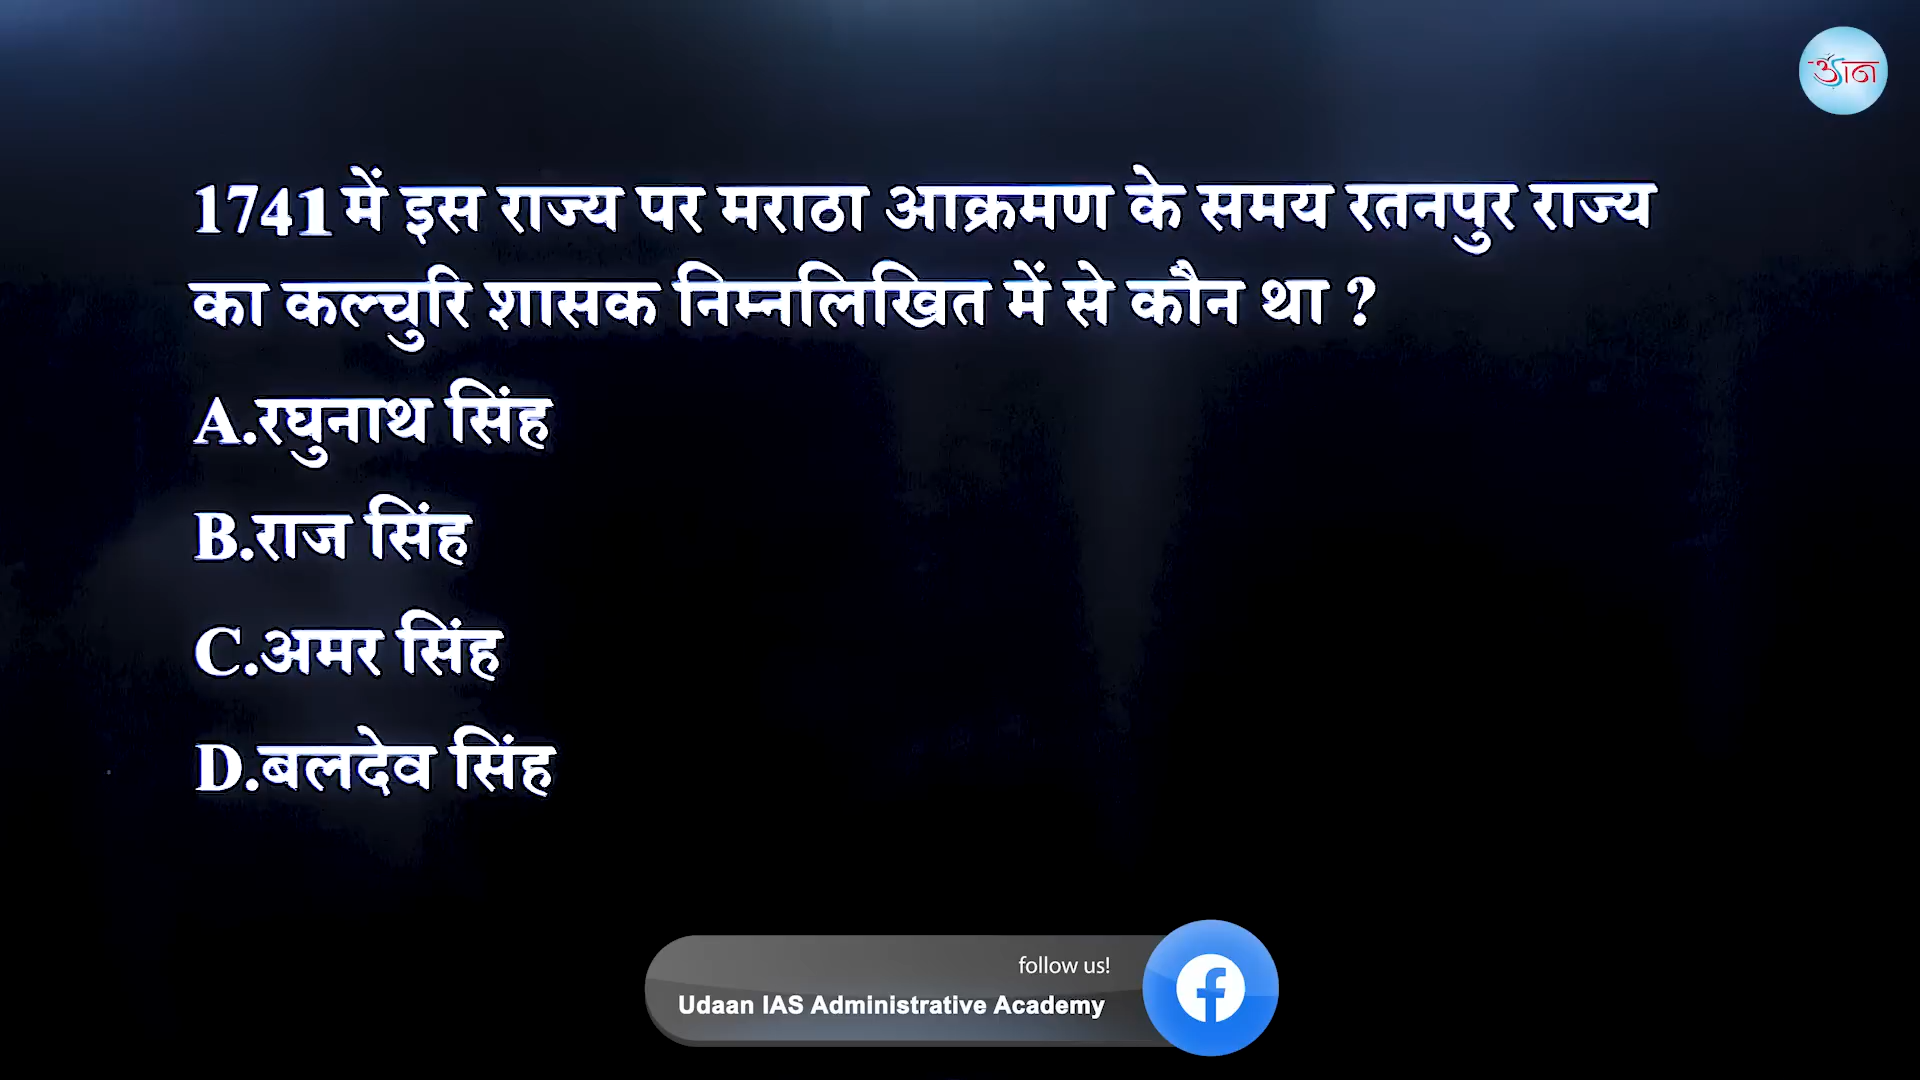 उड़ान
1741 में इस राज्य पर मराठा आक्रमण के समय रतनपुर राज्य
का कल्चुरि शासक निम्नलिखित में से कौन था ?
A.रघुनाथ सिंह
B.राज सिंह
C.अमर सिंह
D.बलदेव सिंह
follow us!
Udaan IAS Administrative Academy